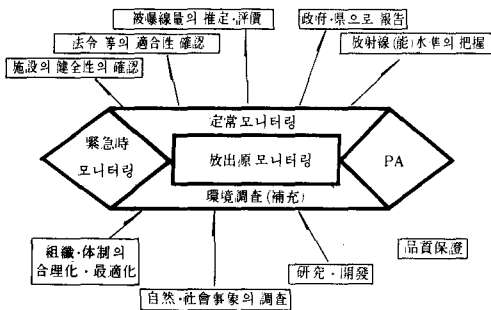 被曝線量의 推定·評價
政府·県으로 報告
法令 等의 適合性 確認
放射線(能)水準의 把握
施設의 健全性의 確認
定常모니터링
緊急時
모니터링
放出原모니터링
PA
環境調査(補充)
組織·体制의
合理化·最適化
品質保證
研究·開發
自然·社會事象의 調査